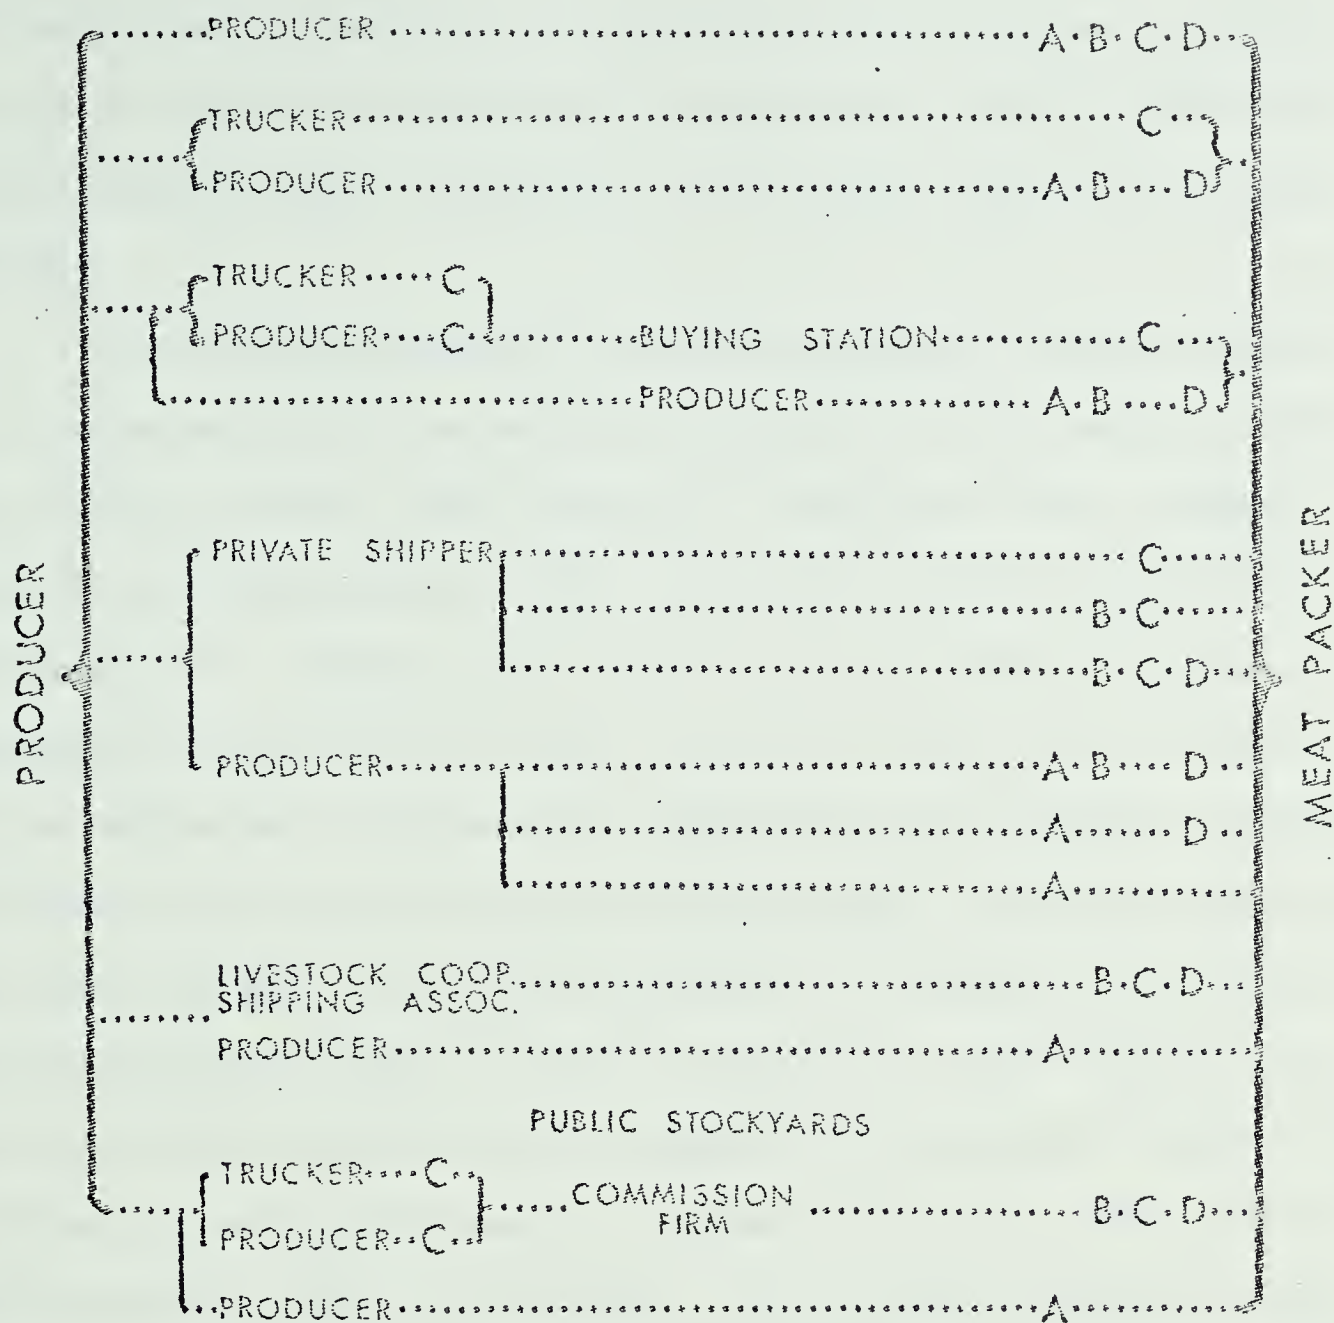 PRODUCER A B C D
TRUCKER C
PRODUCER A B D
TRUCKER C
PRODUCER C BUYING STATION C
PRODUCER A B D
PRODUCER
MEAT PACKER
PRIVATE SHIPPER C
B C
B C D
PRODUCER A B D
A D
A
LIVESTOCK COOP. B C D
SHIPPING ASSOC.
PRODUCER A
PUBLIC STOCKYARDS
TRUCKER C
COMMISSION B C D
FIRM
PRODUCER C
PRODUCER A